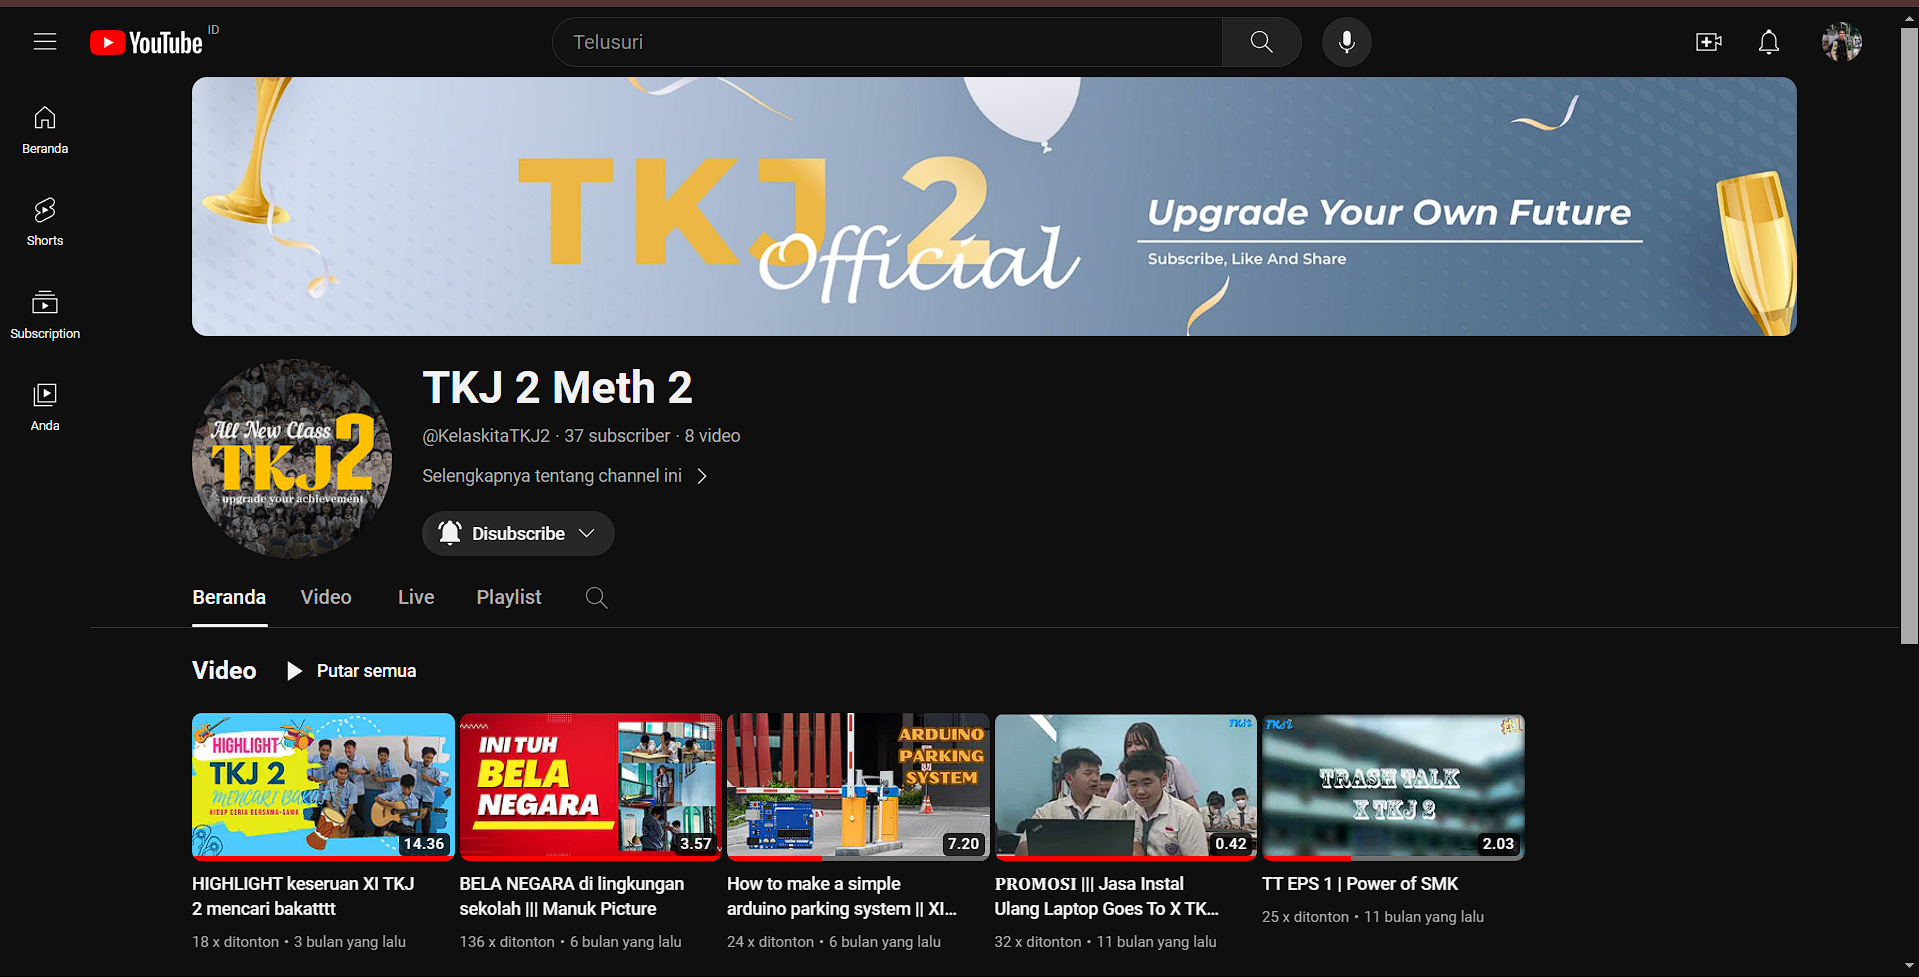 YouTube ID
Telusuri
Beranda
Shorts
Subscription
Anda
TKJ 2
Official
Upgrade Your Own Future
Subscribe, Like And Share
All New Class
TKJ2
upgrade your achievement
TKJ 2 Meth 2
@KelaskitaTKJ2 · 37 subscriber · 8 video
Selengkapnya tentang channel ini
Disubscribe
Beranda Video Live Playlist
Video Putar semua
HIGHLIGHT
TKJ 2
MENCARI BAKAT
HIDUP CERIA BERSAMA-SAMA
14.36
HIGHLIGHT keseruan XI TKJ
2 mencari bakatttt
18 x ditonton • 3 bulan yang lalu
INI TUH
BELA
NEGARA
3.57
BELA NEGARA di lingkungan
sekolah ||| Manuk Picture
136 x ditonton • 6 bulan yang lalu
ARDUINO
PARKING
SYSTEM
7.20
How to make a simple
arduino parking system || XI...
24 x ditonton • 6 bulan yang lalu
TKJ2
0.42
𝐏𝐑𝐎𝐌𝐎𝐒𝐈 ||| Jasa Instal
Ulang Laptop Goes To X TK...
32 x ditonton • 11 bulan yang lalu
TKJ2
#1
TRASH TALK
X TKJ 2
2.03
TT EPS 1 | Power of SMK
25 x ditonton • 11 bulan yang lalu